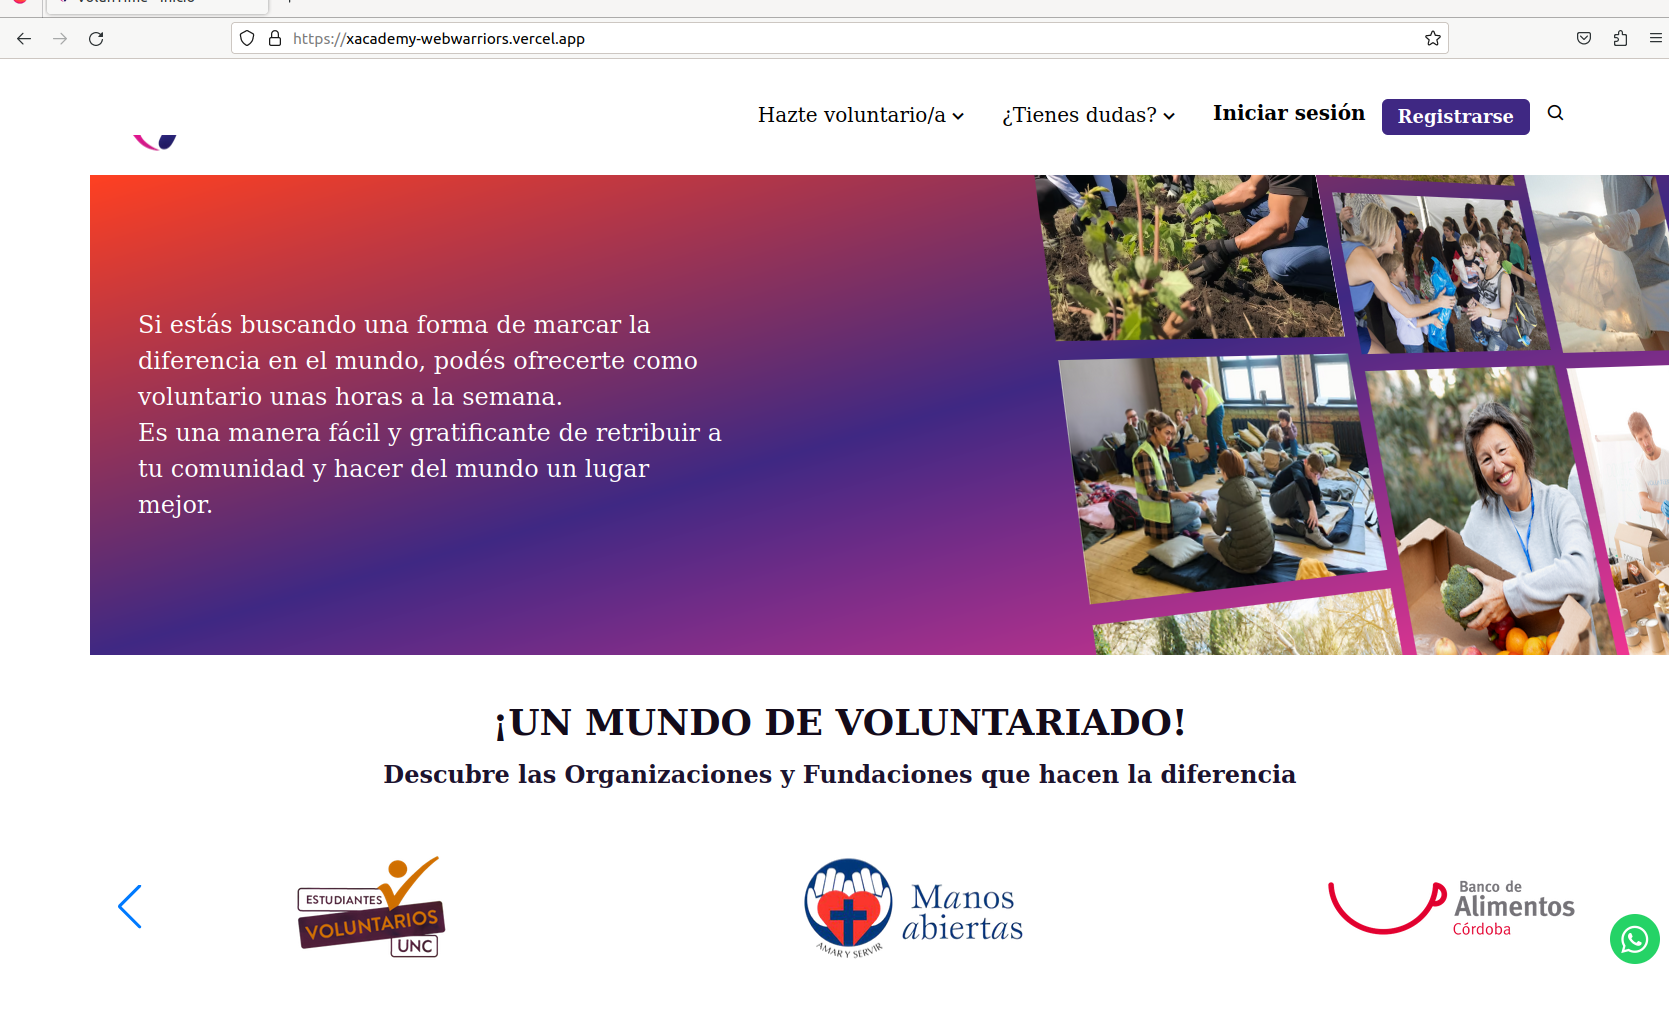 https://xacademy-webwarriors.vercel.app
Hazte voluntario/a
¿Tienes dudas?
Iniciar sesión
Registrarse
Si estás buscando una forma de marcar la
diferencia en el mundo, podés ofrecerte como
voluntario unas horas a la semana.
Es una manera fácil y gratificante de retribuir a
tu comunidad y hacer del mundo un lugar
mejor.
¡UN MUNDO DE VOLUNTARIADO!
Descubre las Organizaciones y Fundaciones que hacen la diferencia
ESTUDIANTES
VOLUNTARIOS
UNC
Manos
abiertas
AMAR Y SERVIR
Banco de
Alimentos
Córdoba